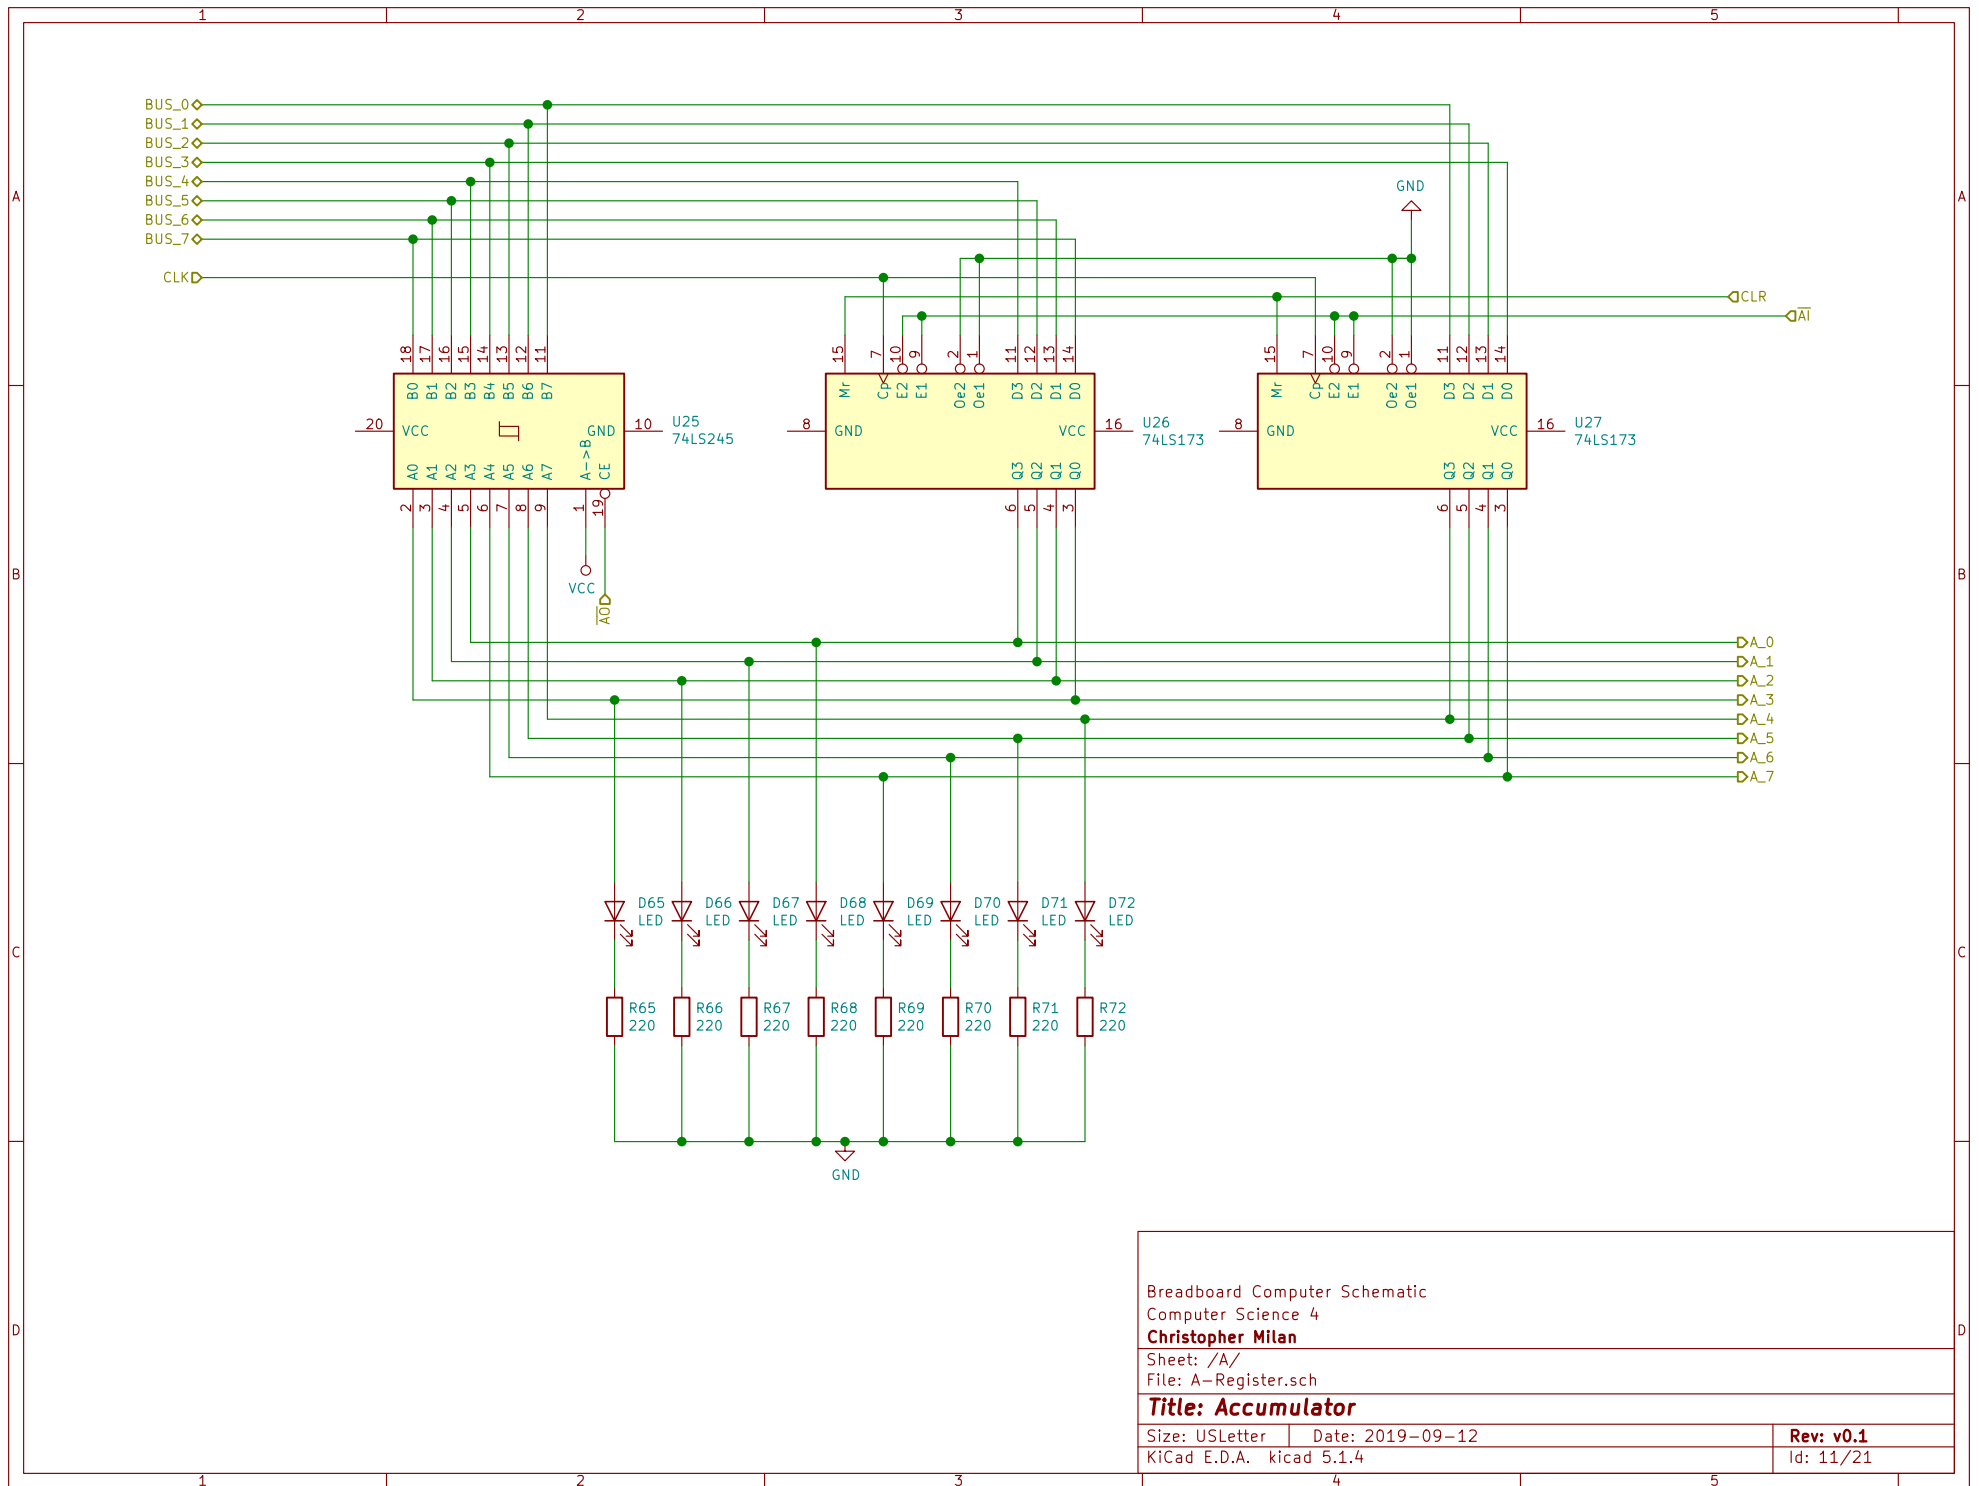 1 2 3 4 5
A A
B B
C C
D D
BUS_0
BUS_1
BUS_2
BUS_3
BUS_4
BUS_5
BUS_6
BUS_7
CLK
GND
CLR
AI
18 17 16 15 14 13 12 11
B0 B1 B2 B3 B4 B5 B6 B7
20 VCC GND 10
A0 A1 A2 A3 A4 A5 A6 A7 A->B CE
2 3 4 5 6 7 8 9 1 19
U25
74LS245
VCC
AO
15 7 10 9 2 1 11 12 13 14
Mr Cp E2 E1 Oe2 Oe1 D3 D2 D1 D0
8 GND VCC 16
Q3 Q2 Q1 Q0
6 5 4 3
U26
74LS173
15 7 10 9 2 1 11 12 13 14
Mr Cp E2 E1 Oe2 Oe1 D3 D2 D1 D0
8 GND VCC 16
Q3 Q2 Q1 Q0
6 5 4 3
U27
74LS173
A_0
A_1
A_2
A_3
A_4
A_5
A_6
A_7
D65 D66 D67 D68 D69 D70 D71 D72
LED LED LED LED LED LED LED LED
R65 R66 R67 R68 R69 R70 R71 R72
220 220 220 220 220 220 220 220
GND
Breadboard Computer Schematic
Computer Science 4
Christopher Milan
Sheet: /A/
File: A-Register.sch
Title: Accumulator
Size: USLetter Date: 2019-09-12 Rev: v0.1
KiCad E.D.A. kicad 5.1.4 Id: 11/21
1 2 3 4 5